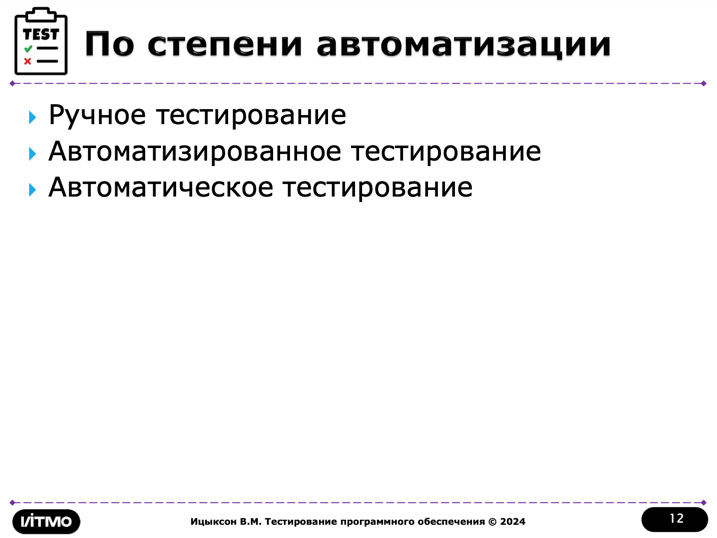 TEST
По степени автоматизации
Ручное тестирование
Автоматизированное тестирование
Автоматическое тестирование
ИТМО
Ицыксон В.М. Тестирование программного обеспечения © 2024
12